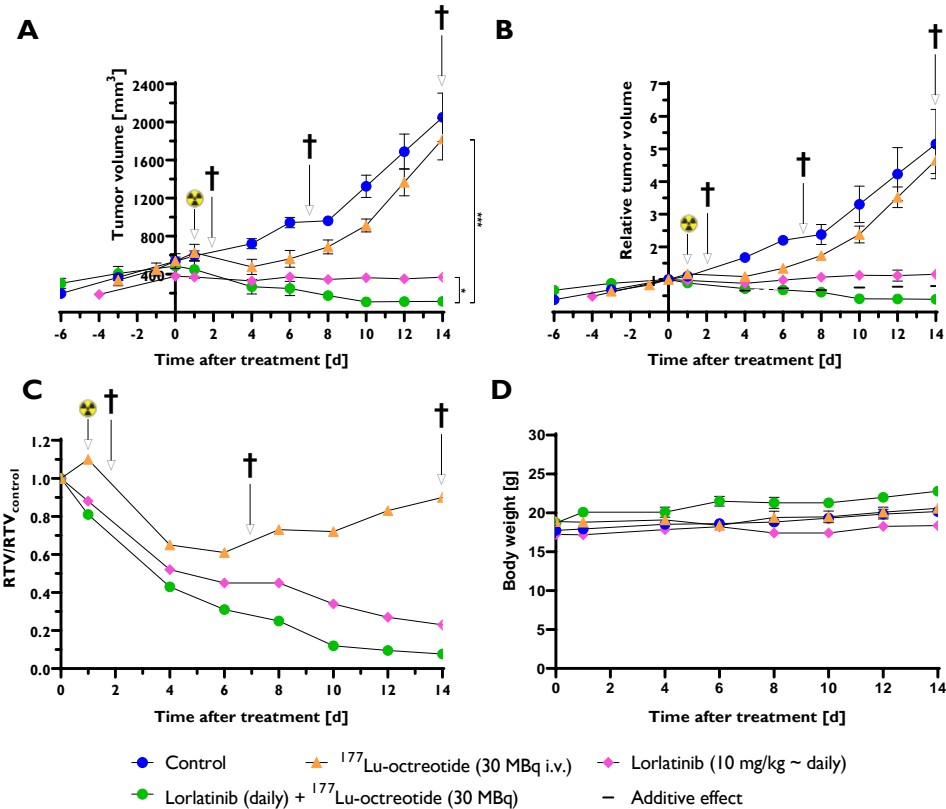 A
Tumor volume [mm3]
2400
2000
1600
1200
800
400
-6 -4 -2 0 2 4 6 8 10 12 14
Time after treatment [d]
†
†
†
***
*
B
Relative tumor volume
7
6
5
4
3
2
1
-6 -4 -2 0 2 4 6 8 10 12 14
Time after treatment [d]
†
†
†
C
RTV/RTVcontrol
1.2
1.0
0.8
0.6
0.4
0.2
0.0
0 2 4 6 8 10 12 14
Time after treatment [d]
†
†
†
D
Body weight [g]
30
25
20
15
10
5
0
0 2 4 6 8 10 12 14
Time after treatment [d]
Control
177Lu-octreotide (30 MBq i.v.)
Lorlatinib (10 mg/kg ~ daily)
Lorlatinib (daily) + 177Lu-octreotide (30 MBq)
Additive effect